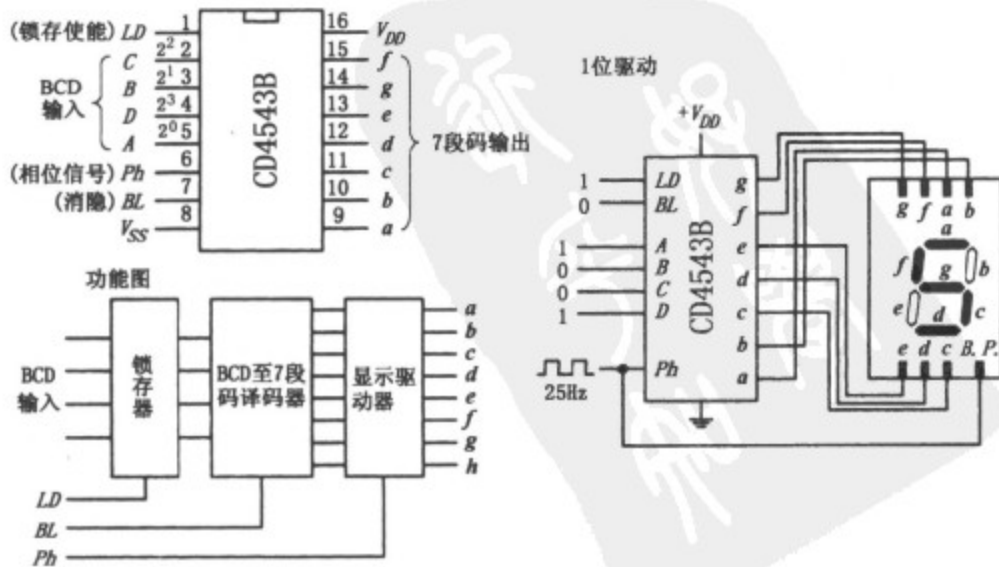 (锁存使能) LD 1 16 V_DD
C 2² 2 15 f
B 2¹ 3 14 g
BCD
输入
D 2³ 4 13 e
A 2⁰ 5 12 d
(相位信号) Ph 6 11 c
(消隐) BL 7 10 b
V_SS 8 9 a
CD4543B
7段码输出
功能图
BCD
输入
锁存器
BCD至7段
码译码器
显示驱
动器
a
b
c
d
e
f
g
h
LD
BL
Ph
1位驱动
+V_DD
1 LD
0 BL
1 A
0 B
0 C
1 D
Ph
25Hz
CD4543B
g
f
e
d
c
b
a
g f a b
a
f g b
e d c
e d c B.P.